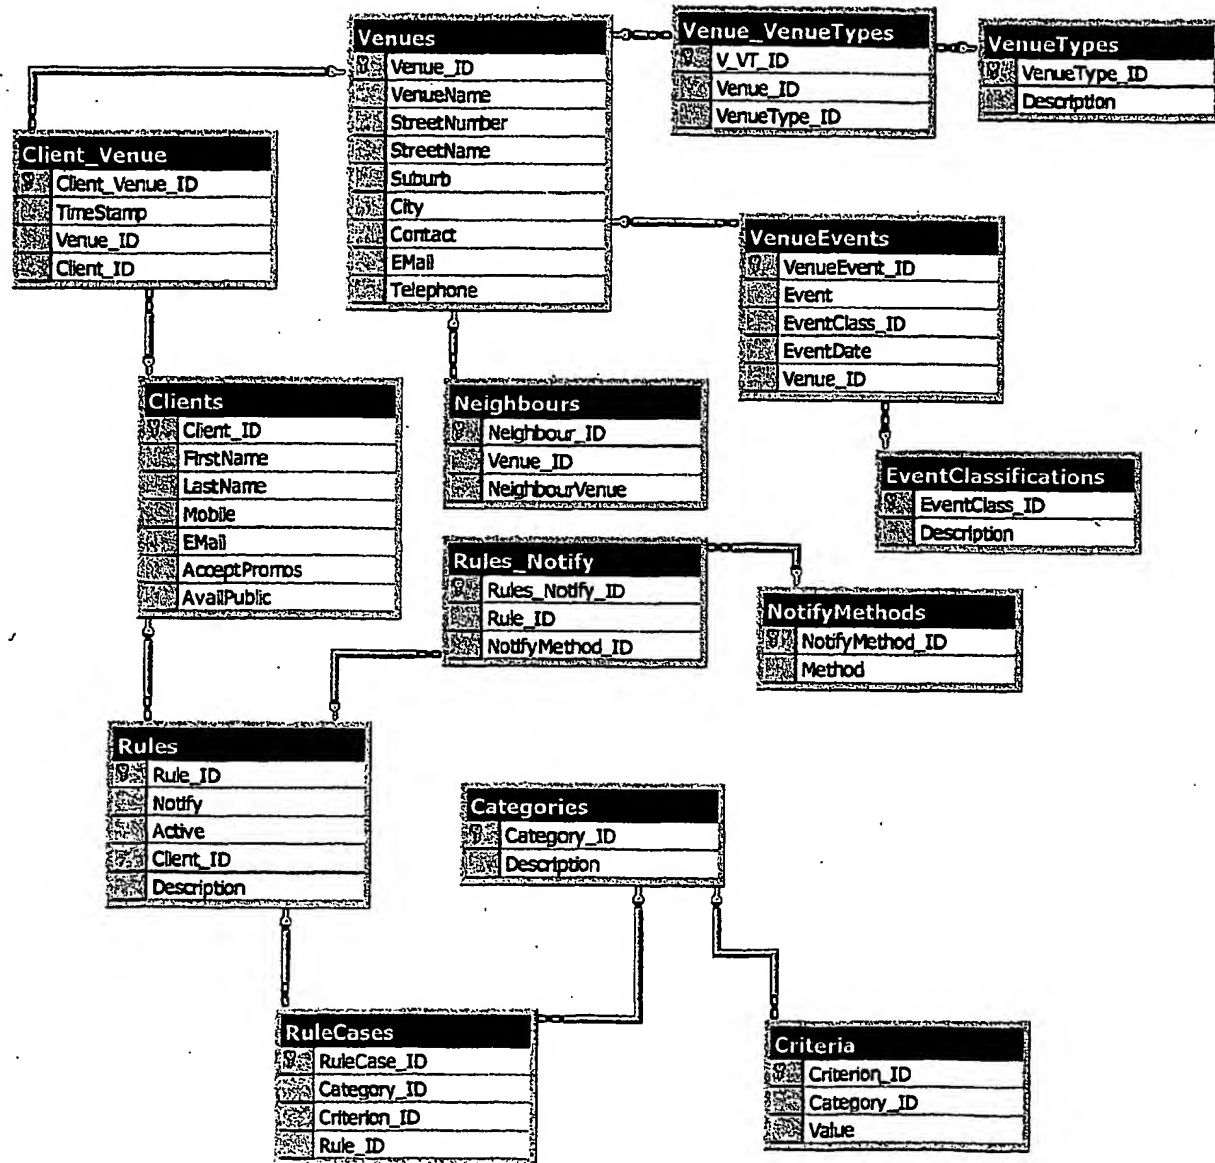 Venues
Venue_ID
VenueName
StreetNumber
StreetName
Suburb
City
Contact
EMail
Telephone
Venue_VenueTypes
V_VT_ID
Venue_ID
VenueType_ID
VenueTypes
VenueType_ID
Description
Client_Venue
Client_Venue_ID
TimeStamp
Venue_ID
Client_ID
VenueEvents
VenueEvent_ID
Event
EventClass_ID
EventDate
Venue_ID
Clients
Client_ID
FirstName
LastName
Mobile
EMail
AcceptPromos
AvailPublic
Neighbours
Neighbour_ID
Venue_ID
NeighbourVenue
EventClassifications
EventClass_ID
Description
Rules_Notify
Rules_Notify_ID
Rule_ID
NotifyMethod_ID
NotifyMethods
NotifyMethod_ID
Method
Rules
Rule_ID
Notify
Active
Client_ID
Description
Categories
Category_ID
Description
RuleCases
RuleCase_ID
Category_ID
Criterion_ID
Rule_ID
Criteria
Criterion_ID
Category_ID
Value